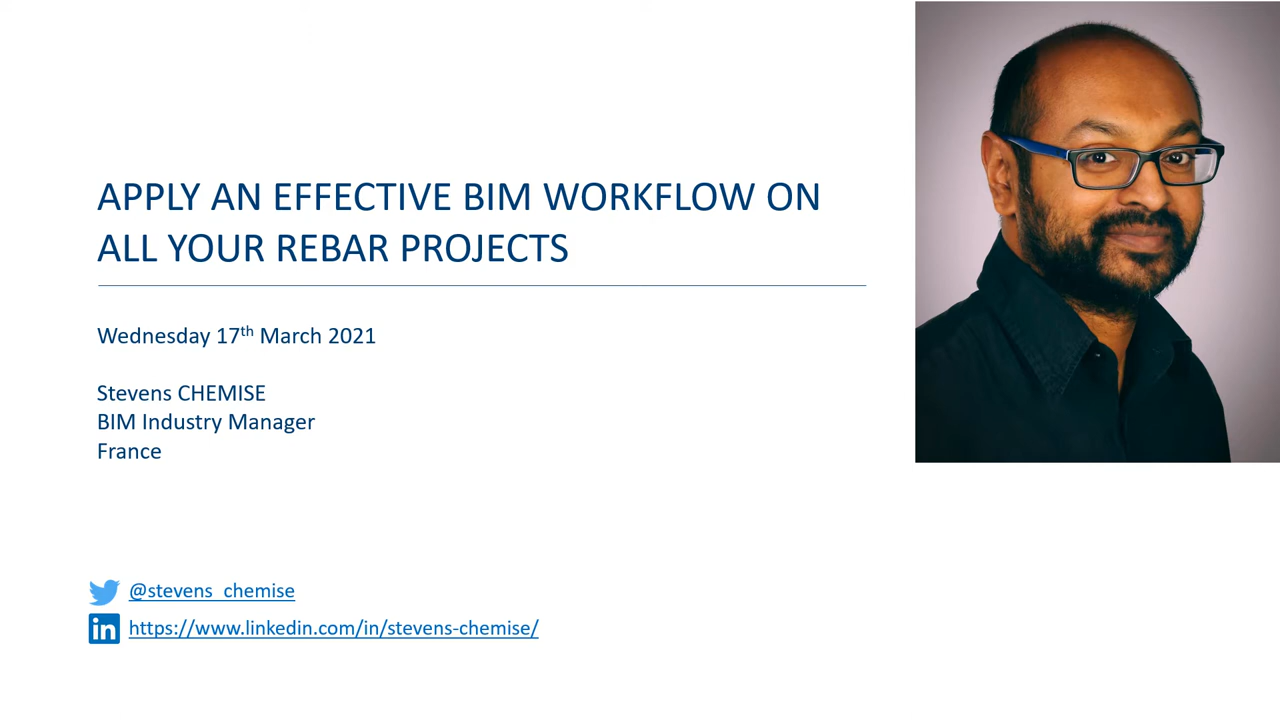 APPLY AN EFFECTIVE BIM WORKFLOW ON
ALL YOUR REBAR PROJECTS
Wednesday 17th March 2021
Stevens CHEMISE
BIM Industry Manager
France
@stevens_chemise
in https://www.linkedin.com/in/stevens-chemise/